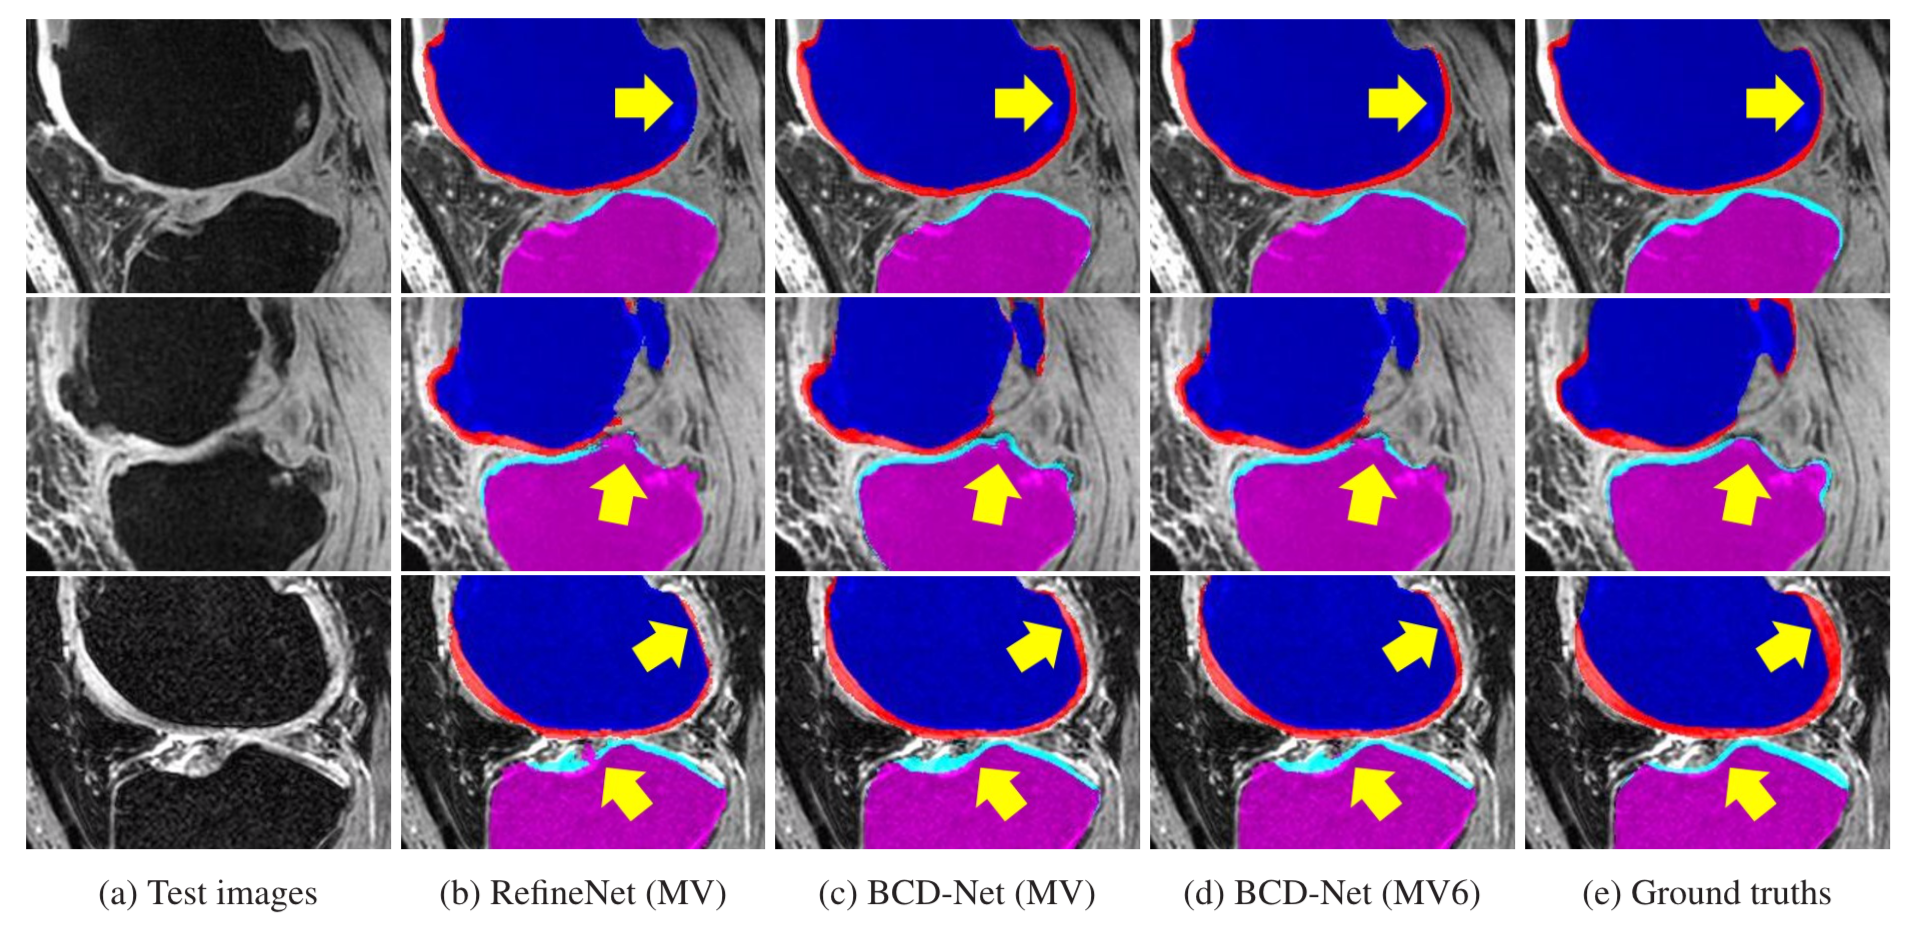 (a) Test images
(b) RefineNet (MV)
(c) BCD-Net (MV)
(d) BCD-Net (MV6)
(e) Ground truths